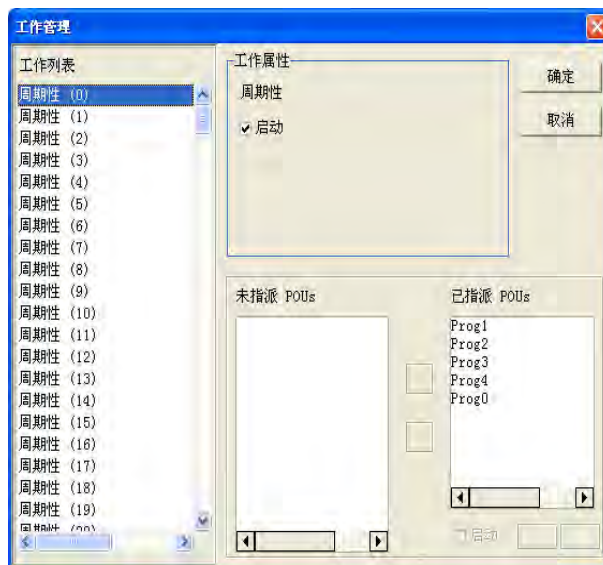 工作管理
工作列表
周期性 (0)
周期性 (1)
周期性 (2)
周期性 (3)
周期性 (4)
周期性 (5)
周期性 (6)
周期性 (7)
周期性 (8)
周期性 (9)
周期性 (10)
周期性 (11)
周期性 (12)
周期性 (13)
周期性 (14)
周期性 (15)
周期性 (16)
周期性 (17)
周期性 (18)
周期性 (19)
周期性 (20)
工作属性
周期性
启动
确定
取消
未指派 POUs
已指派 POUs
Prog1
Prog2
Prog3
Prog4
Prog0
启动